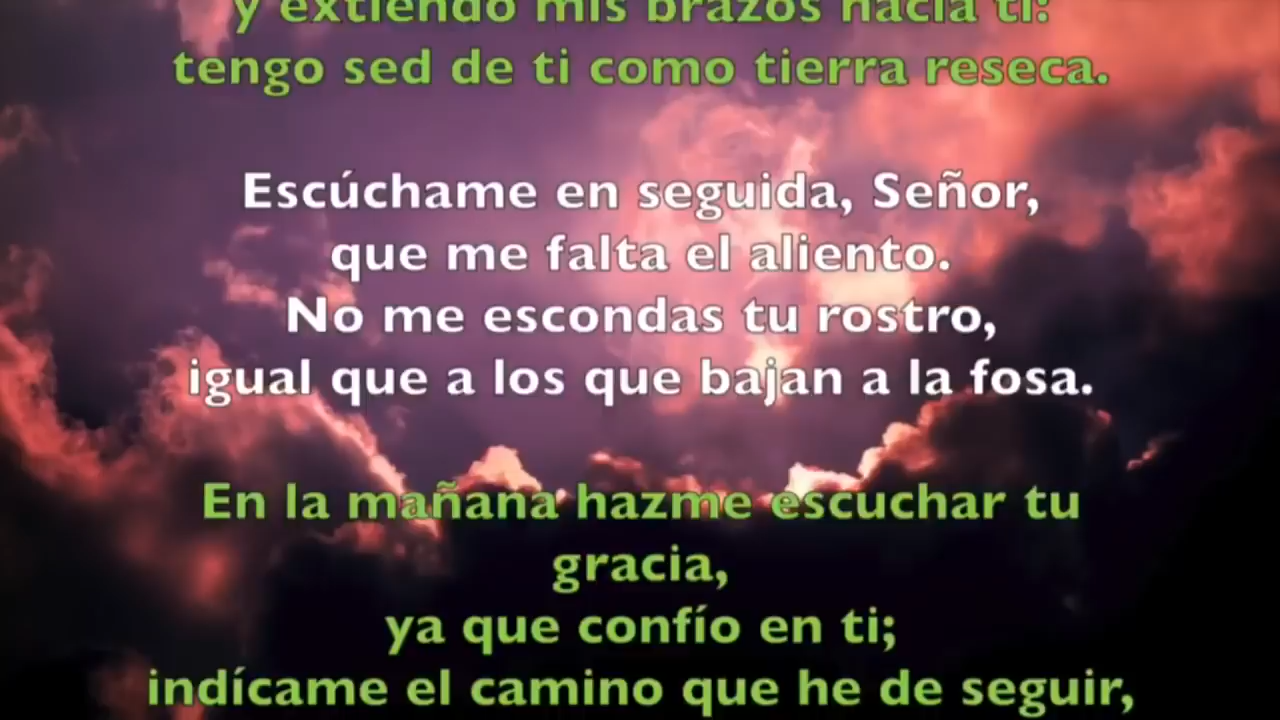 y extiendo mis brazos hacia ti:
tengo sed de ti como tierra reseca.
Escúchame en seguida, Señor,
que me falta el aliento.
No me escondas tu rostro,
igual que a los que bajan a la fosa.
En la mañana hazme escuchar tu
gracia,
ya que confío en ti;
indícame el camino que he de seguir,